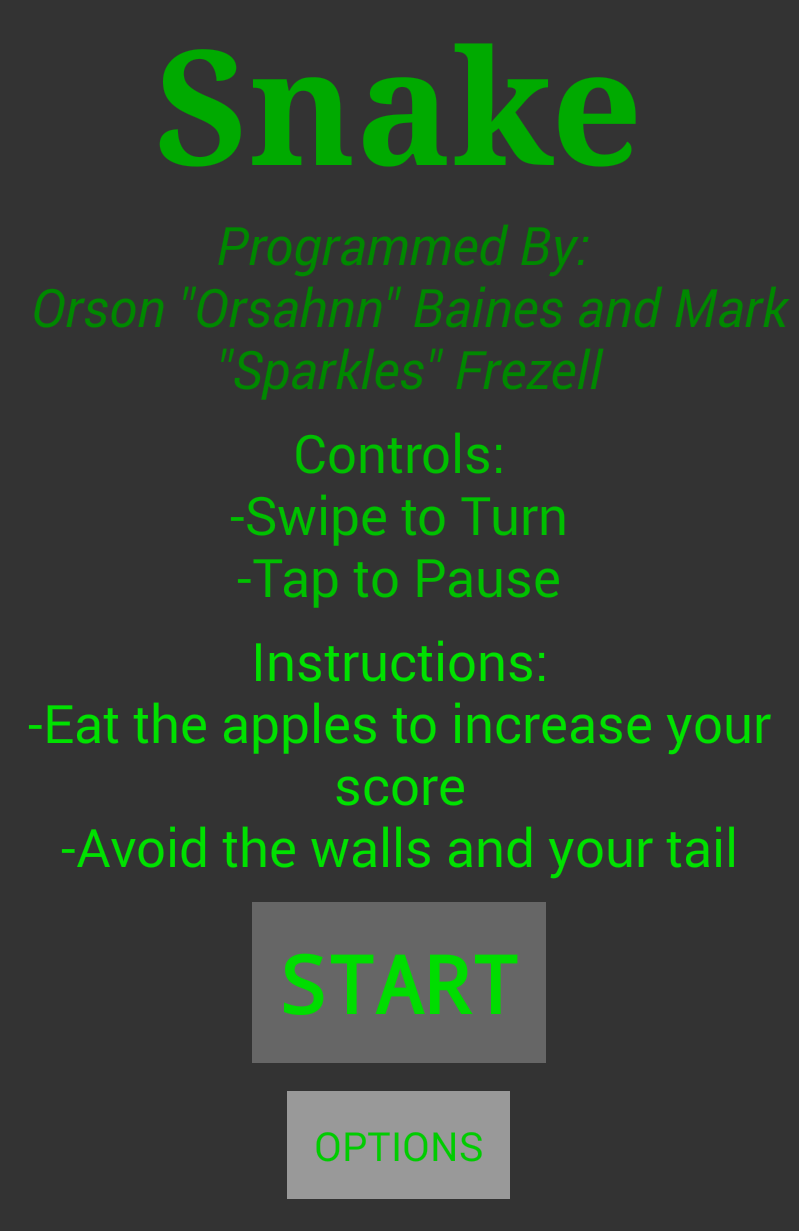 Snake
Programmed By:
Orson "Orsahnn" Baines and Mark
"Sparkles" Frezell
Controls:
-Swipe to Turn
-Tap to Pause
Instructions:
-Eat the apples to increase your
score
-Avoid the walls and your tail
START
OPTIONS